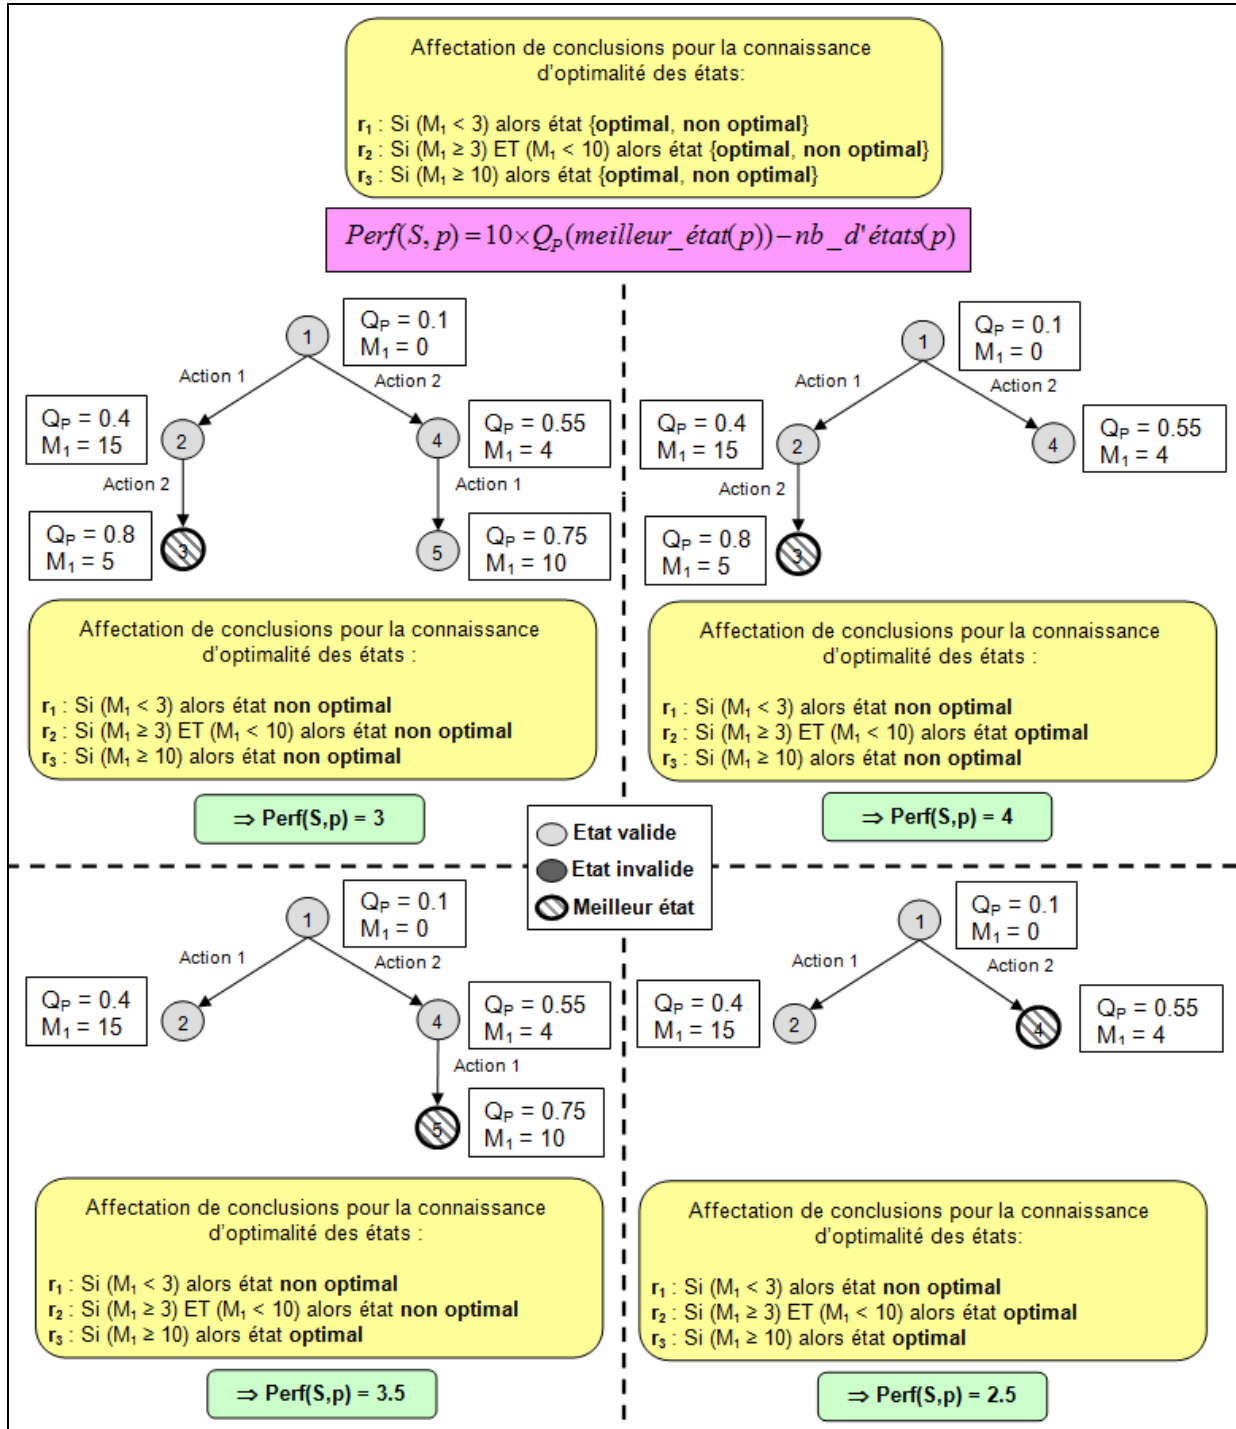 Affectation de conclusions pour la connaissance
d'optimalité des états:
r₁ : Si (M₁ < 3) alors état {optimal, non optimal}
r₂ : Si (M₁ ≥ 3) ET (M₁ < 10) alors état {optimal, non optimal}
r₃ : Si (M₁ ≥ 10) alors état {optimal, non optimal}
Perf(S, p) = 10×Q_P(meilleur_état(p)) − nb_d'états(p)
1
Q_P = 0.1
M₁ = 0
Action 1
Action 2
Q_P = 0.4
M₁ = 15
2
4
Q_P = 0.55
M₁ = 4
Action 2
Action 1
Q_P = 0.8
M₁ = 5
3
5
Q_P = 0.75
M₁ = 10
Affectation de conclusions pour la connaissance
d'optimalité des états :
r₁ : Si (M₁ < 3) alors état non optimal
r₂ : Si (M₁ ≥ 3) ET (M₁ < 10) alors état non optimal
r₃ : Si (M₁ ≥ 10) alors état non optimal
⇒ Perf(S,p) = 3
1
Q_P = 0.1
M₁ = 0
Action 1
Action 2
Q_P = 0.4
M₁ = 15
2
4
Q_P = 0.55
M₁ = 4
Action 2
Q_P = 0.8
M₁ = 5
3
Affectation de conclusions pour la connaissance
d'optimalité des états :
r₁ : Si (M₁ < 3) alors état non optimal
r₂ : Si (M₁ ≥ 3) ET (M₁ < 10) alors état optimal
r₃ : Si (M₁ ≥ 10) alors état non optimal
⇒ Perf(S,p) = 4
Etat valide
Etat invalide
Meilleur état
1
Q_P = 0.1
M₁ = 0
Action 1
Action 2
Q_P = 0.4
M₁ = 15
2
4
Q_P = 0.55
M₁ = 4
Action 1
5
Q_P = 0.75
M₁ = 10
Affectation de conclusions pour la connaissance
d'optimalité des états :
r₁ : Si (M₁ < 3) alors état non optimal
r₂ : Si (M₁ ≥ 3) ET (M₁ < 10) alors état non optimal
r₃ : Si (M₁ ≥ 10) alors état optimal
⇒ Perf(S,p) = 3.5
1
Q_P = 0.1
M₁ = 0
Action 1
Action 2
Q_P = 0.4
M₁ = 15
2
4
Q_P = 0.55
M₁ = 4
Affectation de conclusions pour la connaissance
d'optimalité des états:
r₁ : Si (M₁ < 3) alors état non optimal
r₂ : Si (M₁ ≥ 3) ET (M₁ < 10) alors état optimal
r₃ : Si (M₁ ≥ 10) alors état optimal
⇒ Perf(S,p) = 2.5